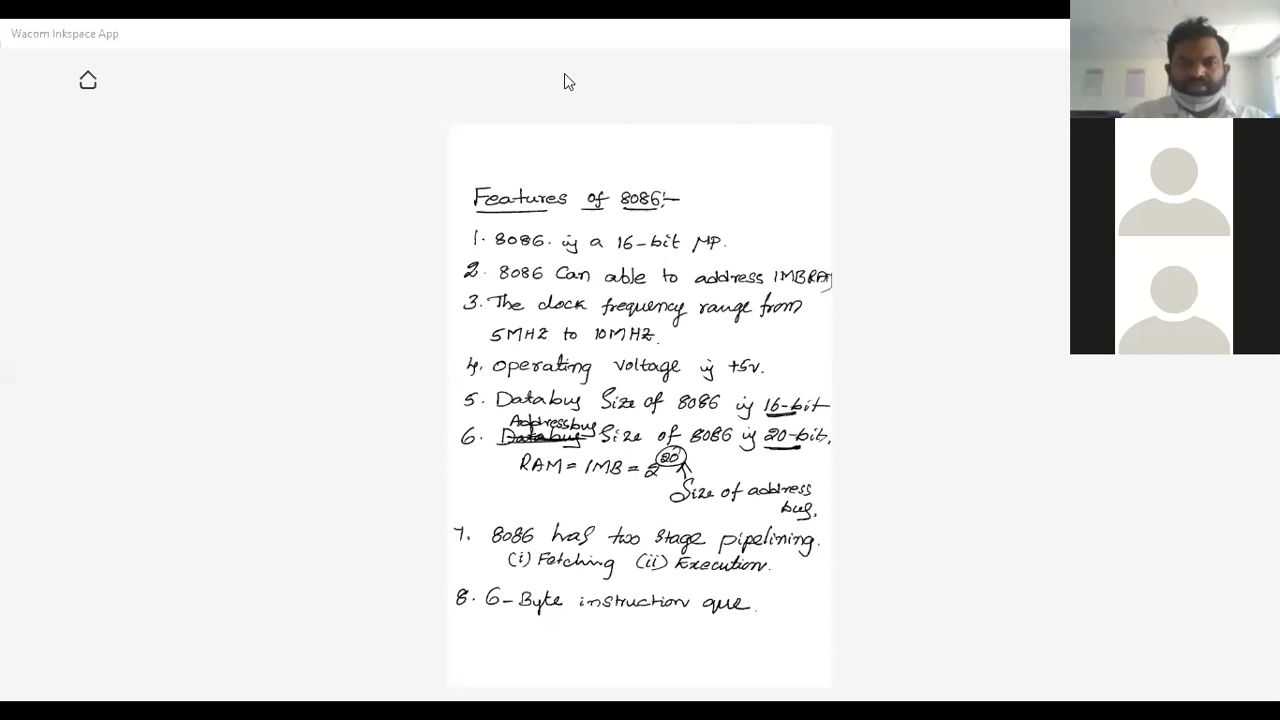 Wacom Inkspace App
Features of 8086:-
1. 8086. is a 16-bit MP.
2. 8086 Can able to address 1MB RAM
3. The clock frequency range from
5MHZ to 10MHZ.
4. Operating voltage is +5v.
5. Databus Size of 8086 is 16-bit
Addressbus
6. Databus Size of 8086 is 20-bit.
RAM = 1MB = 2^20
Size of address
bus.
7. 8086 has two stage pipelining.
(i) Fetching (ii) Execution.
8. 6-Byte instruction que.